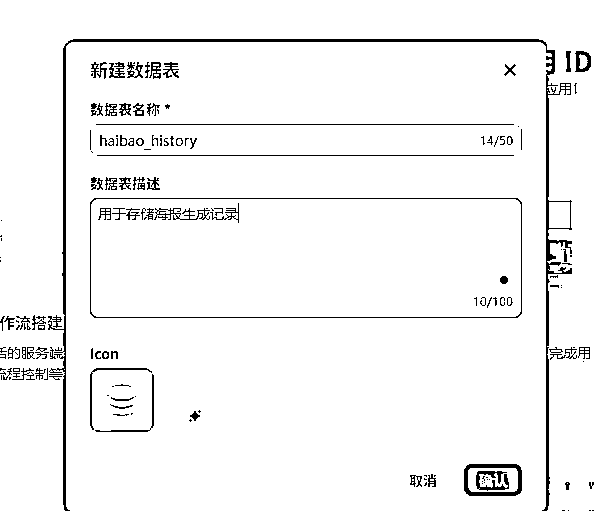 新建数据表
ID
数据表名称 *
应用
haibao_history
14/50
数据表描述
用于存储海报生成记录
10/100
作流搭建
活的服务端
完成用
流程控制等
Icon
取消
确认